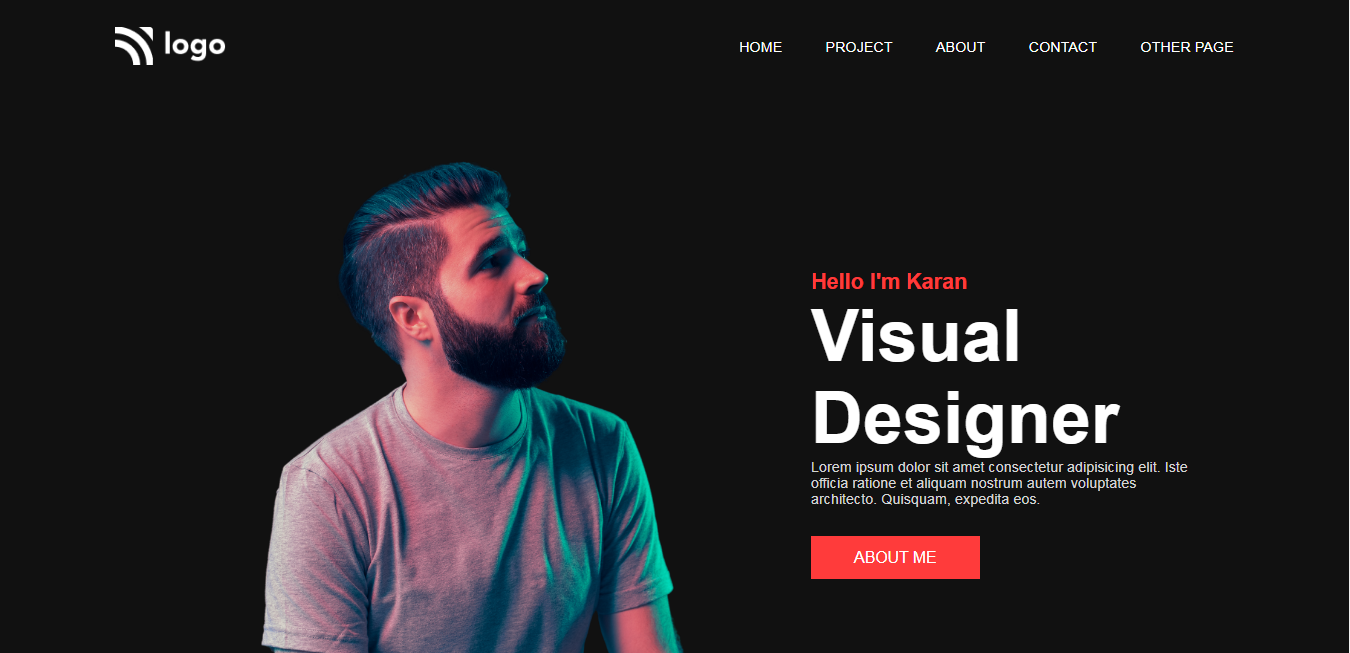 logo
HOME PROJECT ABOUT CONTACT OTHER PAGE
Hello I'm Karan
Visual
Designer
Lorem ipsum dolor sit amet consectetur adipisicing elit. Iste
officia ratione et aliquam nostrum autem voluptates
architecto. Quisquam, expedita eos.
ABOUT ME